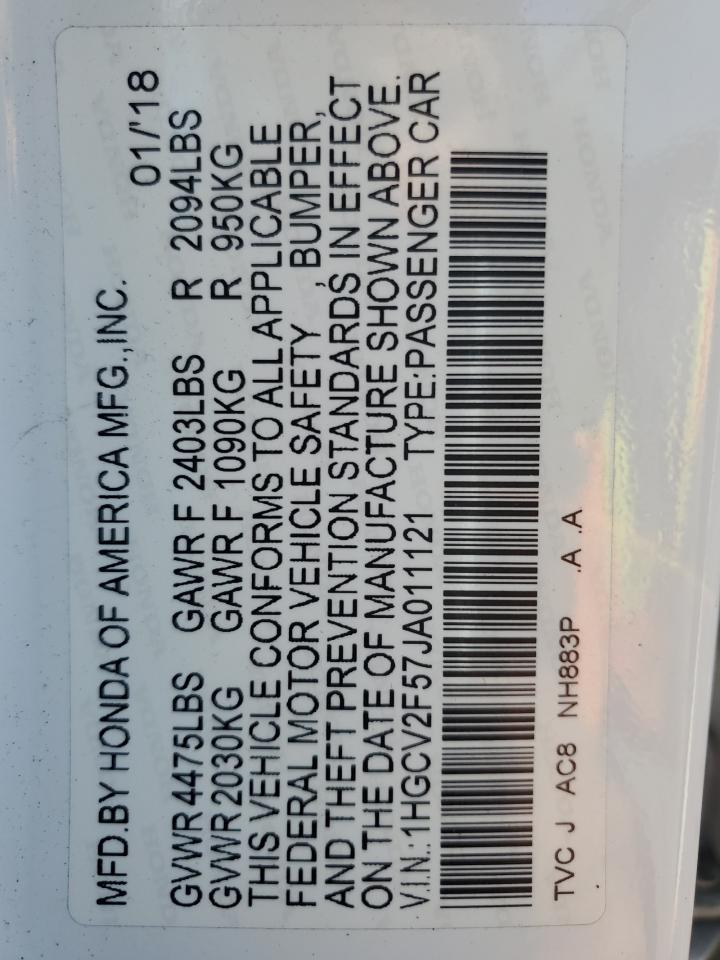 MFD.BY HONDA OF AMERICA MFG.,INC. 01/'18
GVWR 4475LBS GAWR F 2403LBS R 2094LBS
GVWR 2030KG GAWR F 1090KG R 950KG
THIS VEHICLE CONFORMS TO ALL APPLICABLE
FEDERAL MOTOR VEHICLE SAFETY , BUMPER,
AND THEFT PREVENTION STANDARDS IN EFFECT
ON THE DATE OF MANUFACTURE SHOWN ABOVE.
V.I.N.:1HGCV2F57JA011121 TYPE:PASSENGER CAR
TVC J AC8 NH883P .A .A